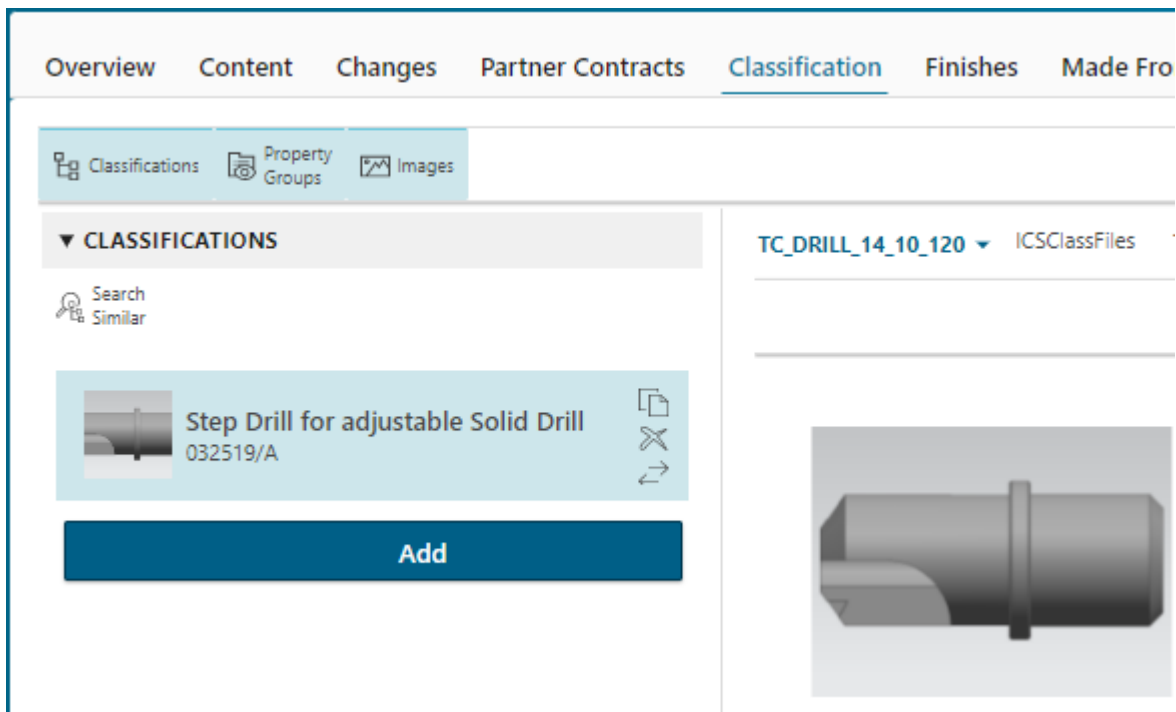 Overview Content Changes Partner Contracts Classification Finishes Made Fro
Classifications
Property
Groups
Images
CLASSIFICATIONS
Search
Similar
Step Drill for adjustable Solid Drill
032519/A
Add
TC_DRILL_14_10_120 ICSClassFiles